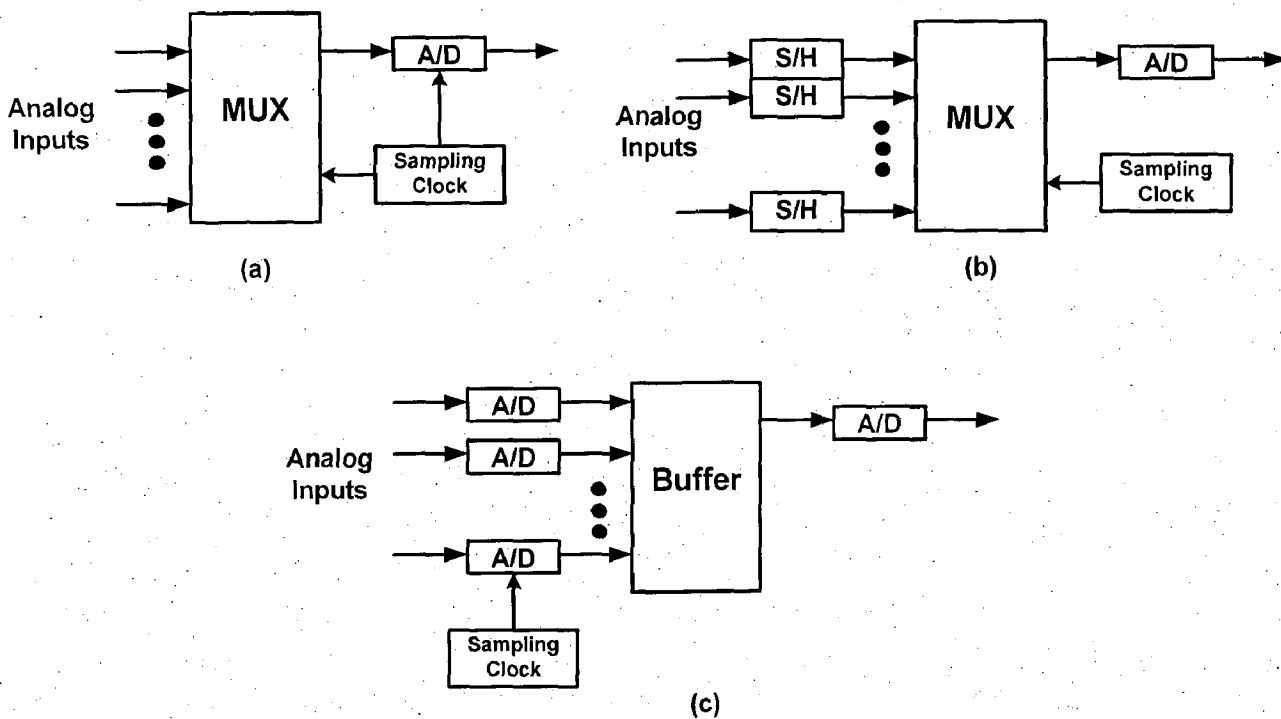 MUX
A/D
Analog
Inputs
Sampling
Clock
(a)
S/H
S/H
Analog
Inputs
S/H
MUX
A/D
Sampling
Clock
(b)
A/D
A/D
Analog
Inputs
A/D
Buffer
A/D
Sampling
Clock
(c)